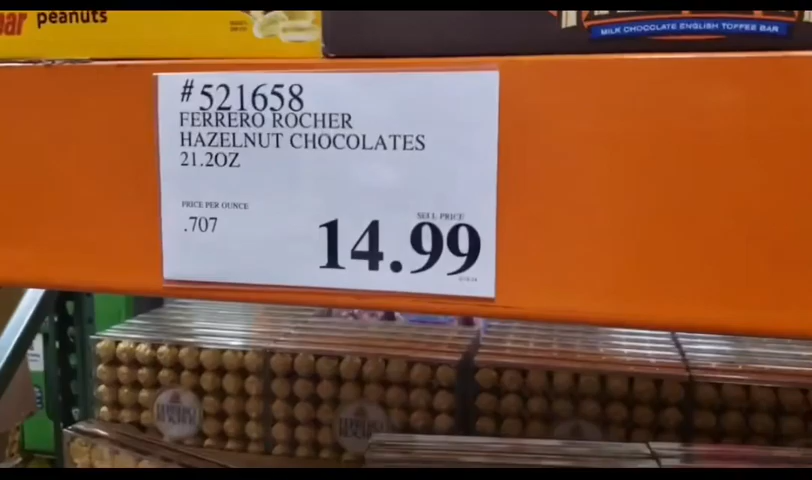 bar peanuts
MILK CHOCOLATE ENGLISH TOFFEE BAR
#521658
FERRERO ROCHER
HAZELNUT CHOCOLATES
21.2OZ
PRICE PER OUNCE
.707
SELL PRICE
14.99